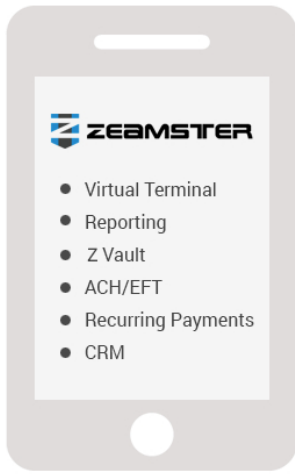 ZEAMSTER
Virtual Terminal
Reporting
Z Vault
ACH/EFT
Recurring Payments
CRM